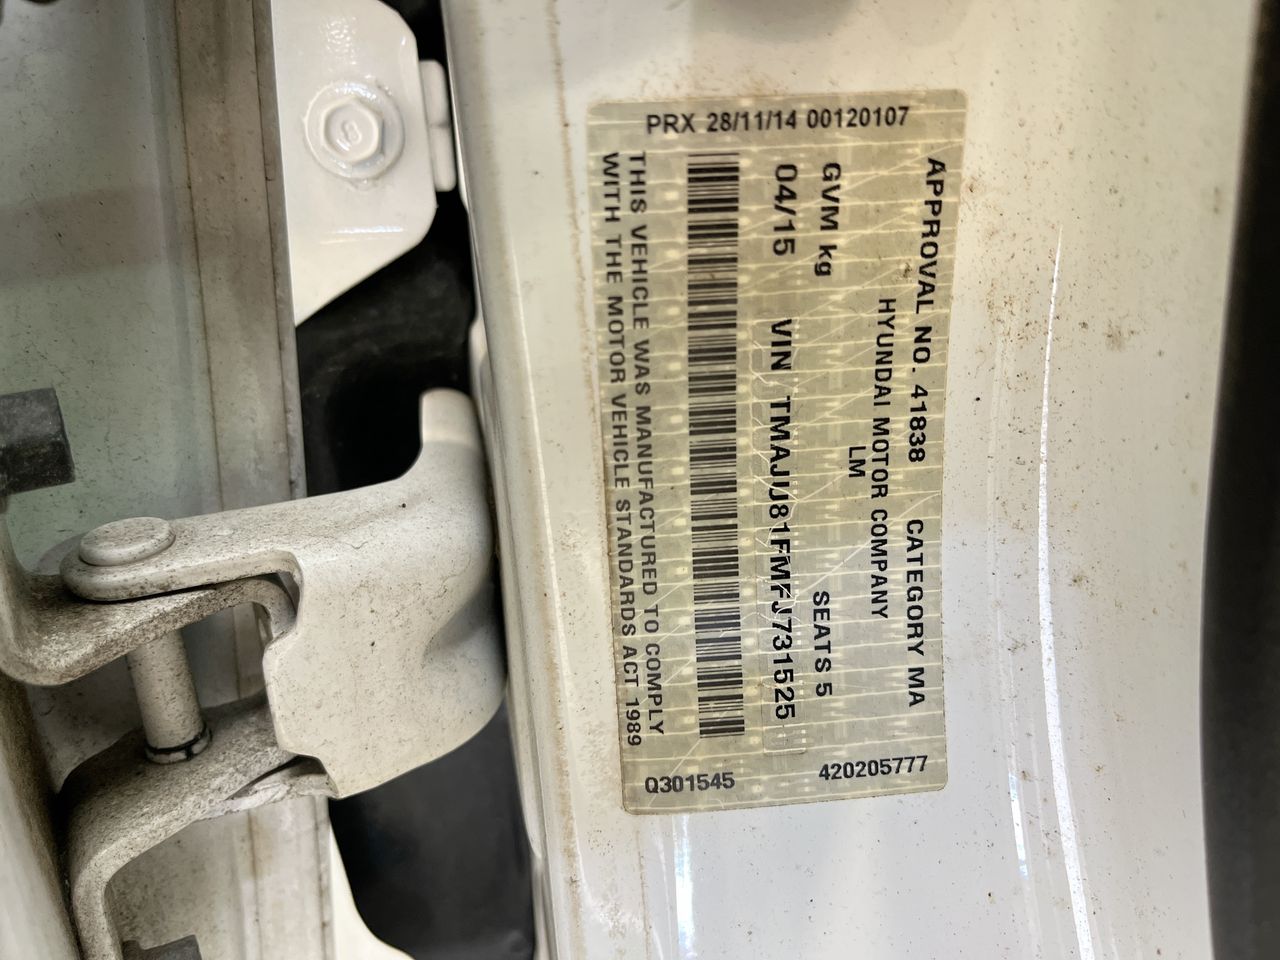 PRX 28/11/14 00120107
APPROVAL NO. 41838 CATEGORY MA
HYUNDAI MOTOR COMPANY
LM
GVM kg SEATS 5
04/15 VIN TMAJU81FMFJ731525
THIS VEHICLE WAS MANUFACTURED TO COMPLY
WITH THE MOTOR VEHICLE STANDARDS ACT 1989
Q301545
420205777